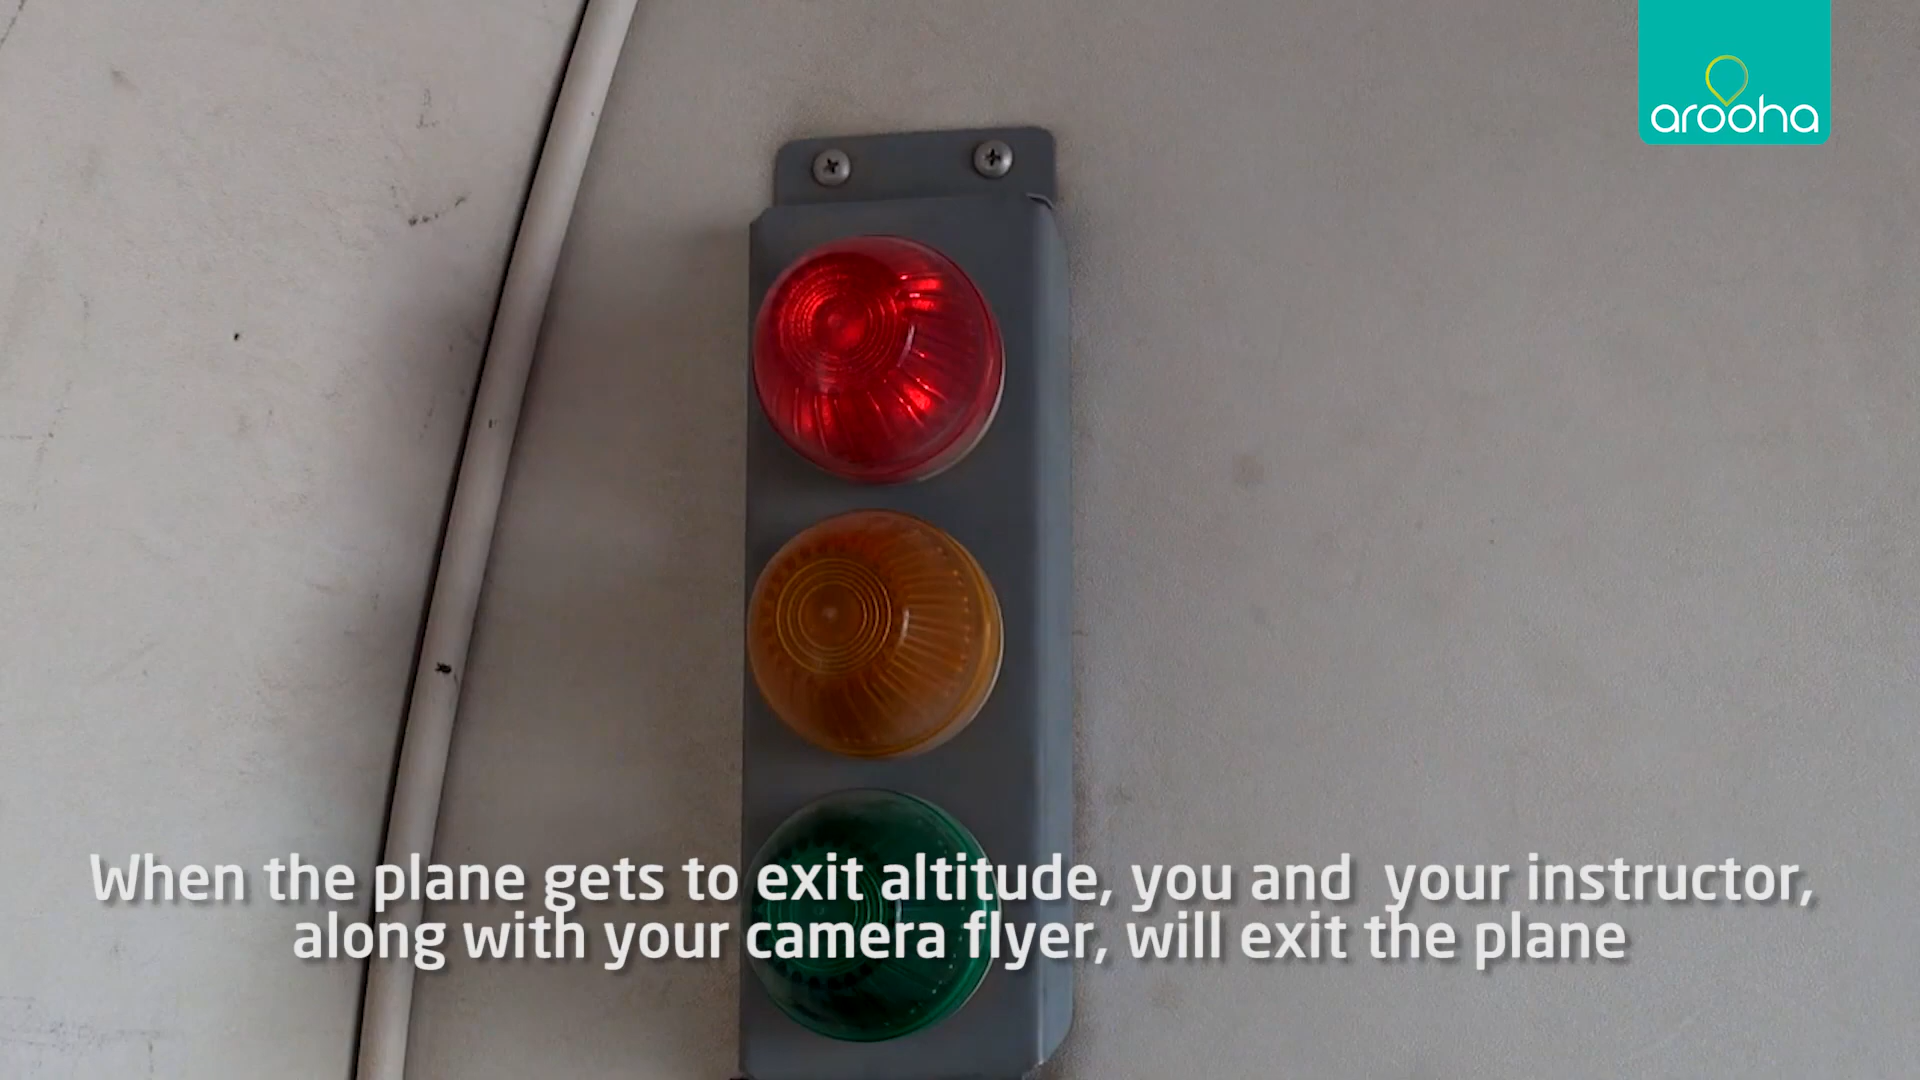 arooha
When the plane gets to exit altitude, you and  your instructor,
along with your camera flyer, will exit the plane